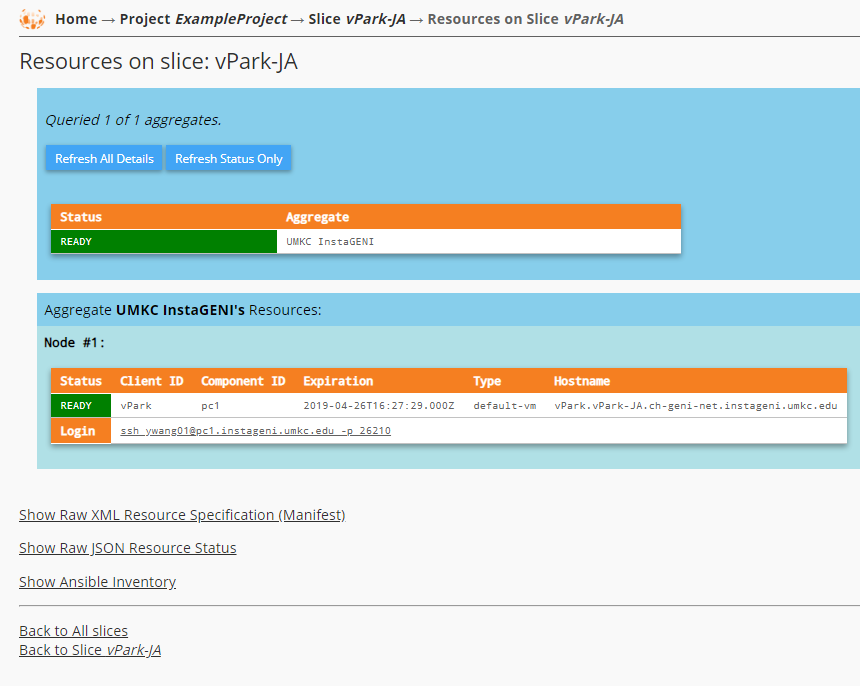 Home → Project ExampleProject → Slice vPark-JA → Resources on Slice vPark-JA
Resources on slice: vPark-JA
Queried 1 of 1 aggregates.
Refresh All Details Refresh Status Only
Status Aggregate
READY UMKC InstaGENI
Aggregate UMKC InstaGENI's Resources:
Node #1:
Status Client ID Component ID Expiration Type Hostname
READY vPark pc1 2019-04-26T16:27:29.000Z default-vm vPark.vPark-JA.ch-geni-net.instageni.umkc.edu
Login ssh ywang01@pc1.instageni.umkc.edu -p 26210
Show Raw XML Resource Specification (Manifest)
Show Raw JSON Resource Status
Show Ansible Inventory
Back to All slices
Back to Slice vPark-JA